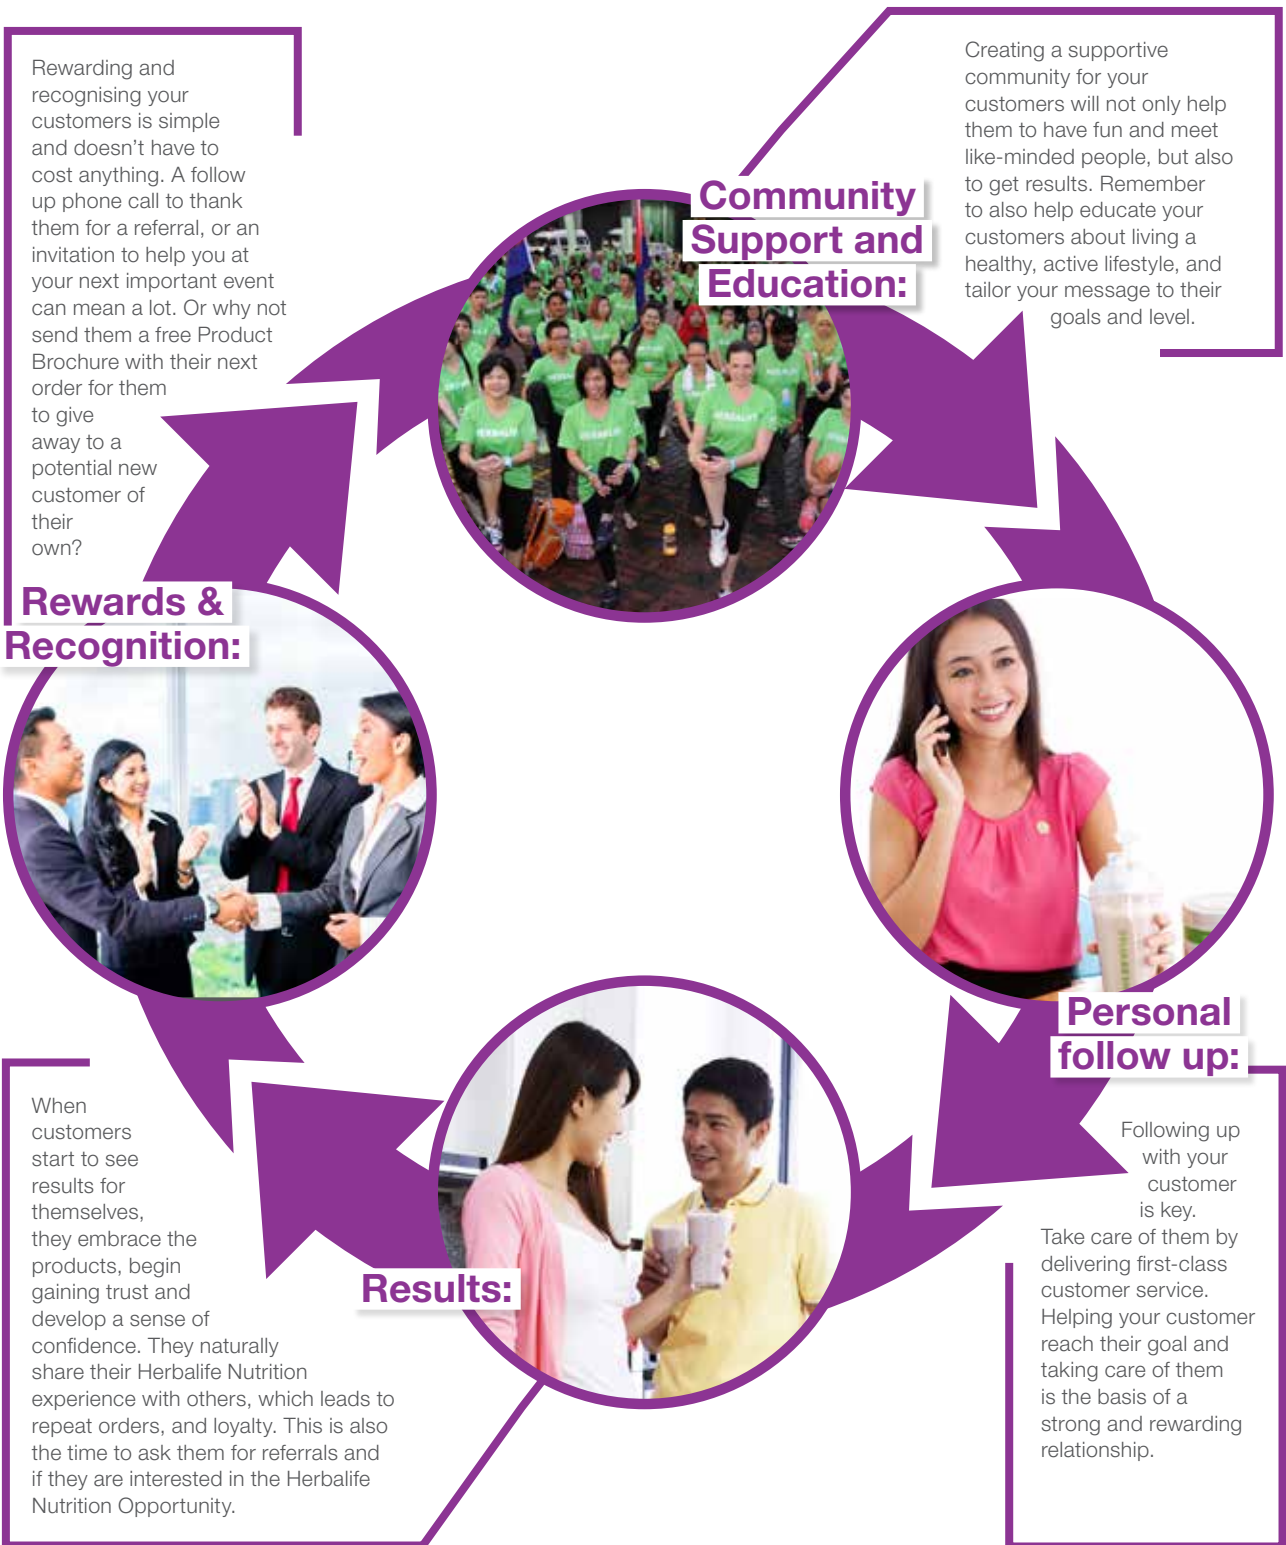 Rewarding and
recognising your
customers is simple
and doesn't have to
cost anything. A follow
up phone call to thank
them for a referral, or an
invitation to help you at
your next important event
can mean a lot. Or why not
send them a free Product
Brochure with their next
order for them
to give
away to a
potential new
customer of
their
own?
Rewards &
Recognition:
Creating a supportive
community for your
customers will not only help
them to have fun and meet
like-minded people, but also
to get results. Remember
to also help educate your
customers about living a
healthy, active lifestyle, and
tailor your message to their
goals and level.
Community
Support and
Education:
Personal
follow up:
Following up
with your
customer
is key.
Take care of them by
delivering first-class
customer service.
Helping your customer
reach their goal and
taking care of them
is the basis of a
strong and rewarding
relationship.
Results:
When
customers
start to see
results for
themselves,
they embrace the
products, begin
gaining trust and
develop a sense of
confidence. They naturally
share their Herbalife Nutrition
experience with others, which leads to
repeat orders, and loyalty. This is also
the time to ask them for referrals and
if they are interested in the Herbalife
Nutrition Opportunity.